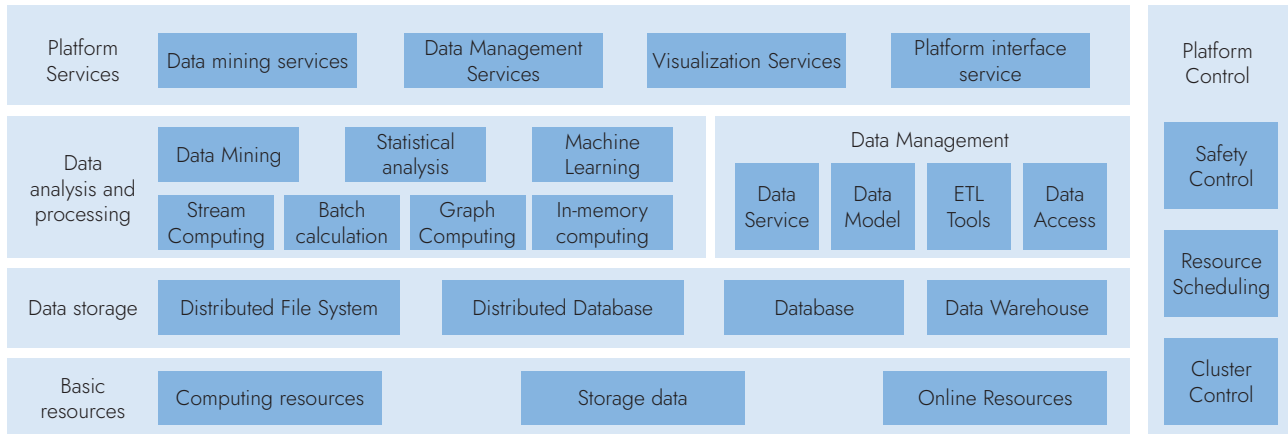 Platform
Services
Data mining services
Data Management
Services
Visualization Services
Platform interface
service
Data
analysis and
processing
Data Mining
Statistical
analysis
Machine
Learning
Stream
Computing
Batch
calculation
Graph
Computing
In-memory
computing
Data Management
Data
Service
Data
Model
ETL
Tools
Data
Access
Data storage
Distributed File System
Distributed Database
Database
Data Warehouse
Basic
resources
Computing resources
Storage data
Online Resources
Platform
Control
Safety
Control
Resource
Scheduling
Cluster
Control